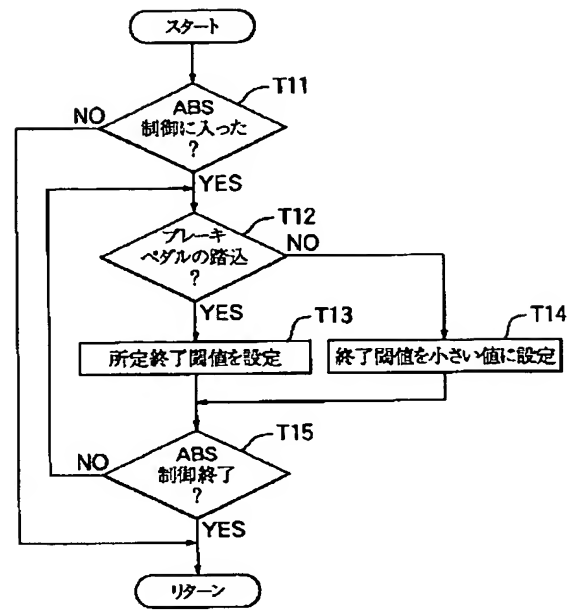 スタート
T11
ABS
制御に入った
?
NO
YES
T12
ブレーキ
ペダルの踏込
?
NO
YES
T13
所定終了閾値を設定
T14
終了閾値を小さい値に設定
T15
ABS
制御終了
?
NO
YES
リターン